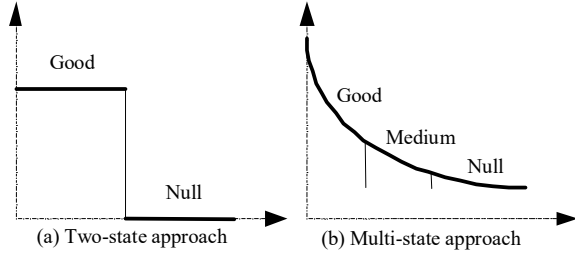 Good
Null
(a) Two-state approach
Good
Medium
Null
(b) Multi-state approach